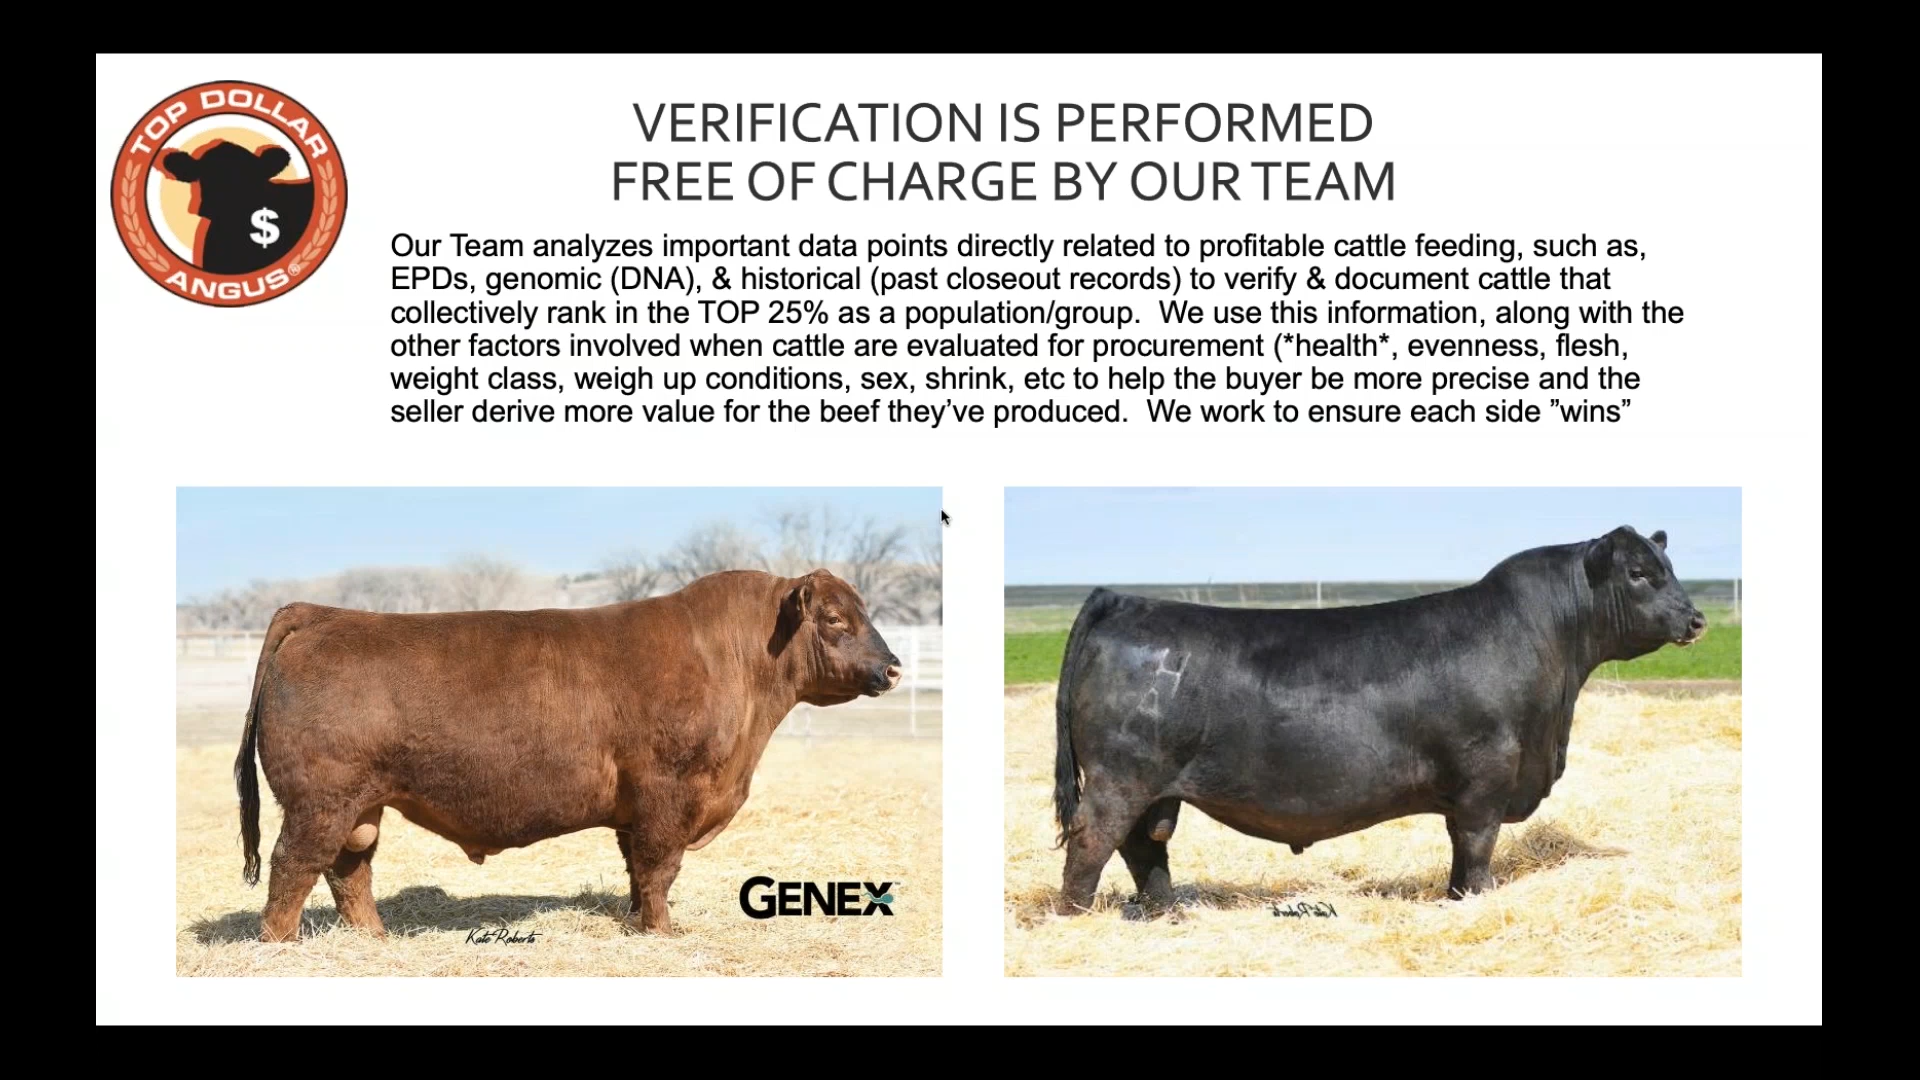 TOP DOLLAR
$
ANGUS®
VERIFICATION IS PERFORMED
FREE OF CHARGE BY OUR TEAM
Our Team analyzes important data points directly related to profitable cattle feeding, such as,
EPDs, genomic (DNA), & historical (past closeout records) to verify & document cattle that
collectively rank in the TOP 25% as a population/group.  We use this information, along with the
other factors involved when cattle are evaluated for procurement (*health*, evenness, flesh,
weight class, weigh up conditions, sex, shrink, etc to help the buyer be more precise and the
seller derive more value for the beef they’ve produced.  We work to ensure each side ”wins”
GENEX
Kate Roberts
Kate Roberts